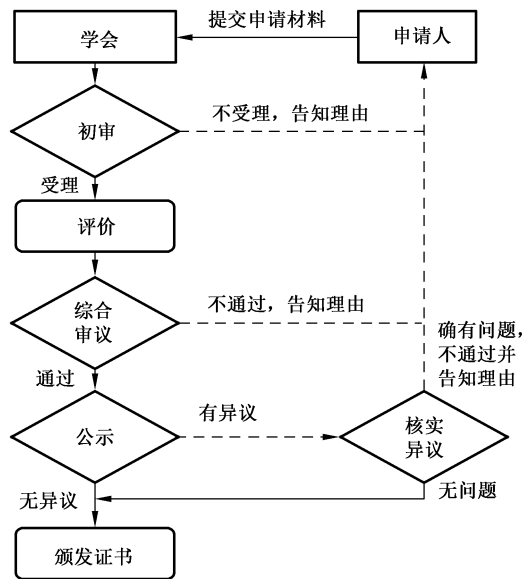 提交申请材料
学会
申请人
初审
不受理，告知理由
受理
评价
综合
审议
不通过，告知理由
确有问题，
不通过并
告知理由
通过
公示
有异议
核实
异议
无异议
无问题
颁发证书